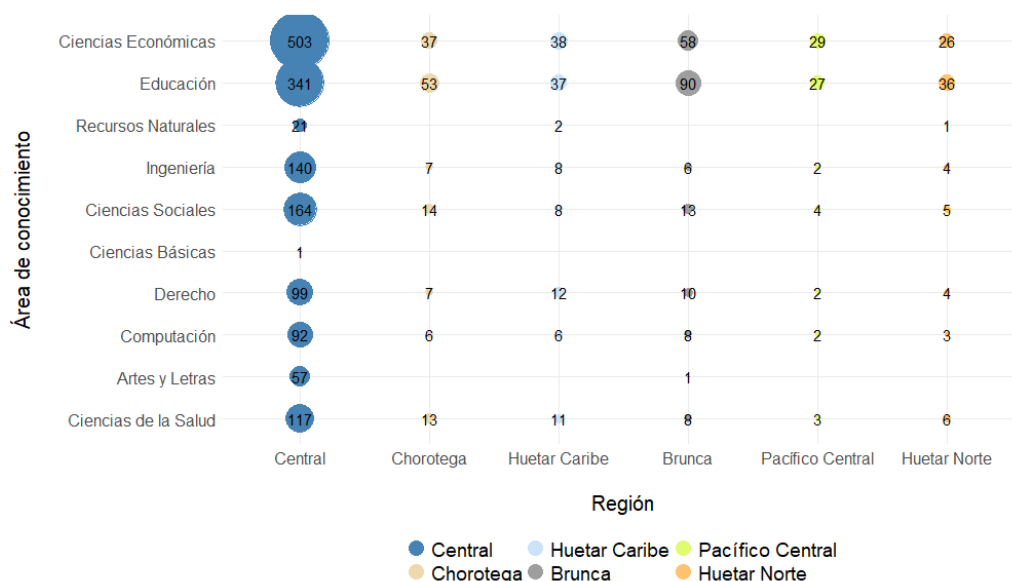 Ciencias Económicas 503 37 38 58 29 26
Educación 341 53 37 90 27 36
Recursos Naturales 21 2 1
Ingeniería 140 7 8 6 2 4
Ciencias Sociales 164 14 8 13 4 5
Ciencias Básicas 1
Derecho 99 7 12 10 2 4
Computación 92 6 6 8 2 3
Artes y Letras 57 1
Ciencias de la Salud 117 13 11 8 3 6
Área de conocimiento
Central Chorotega Huetar Caribe Brunca Pacífico Central Huetar Norte
Región
Central Huetar Caribe Pacífico Central
Chorotega Brunca Huetar Norte